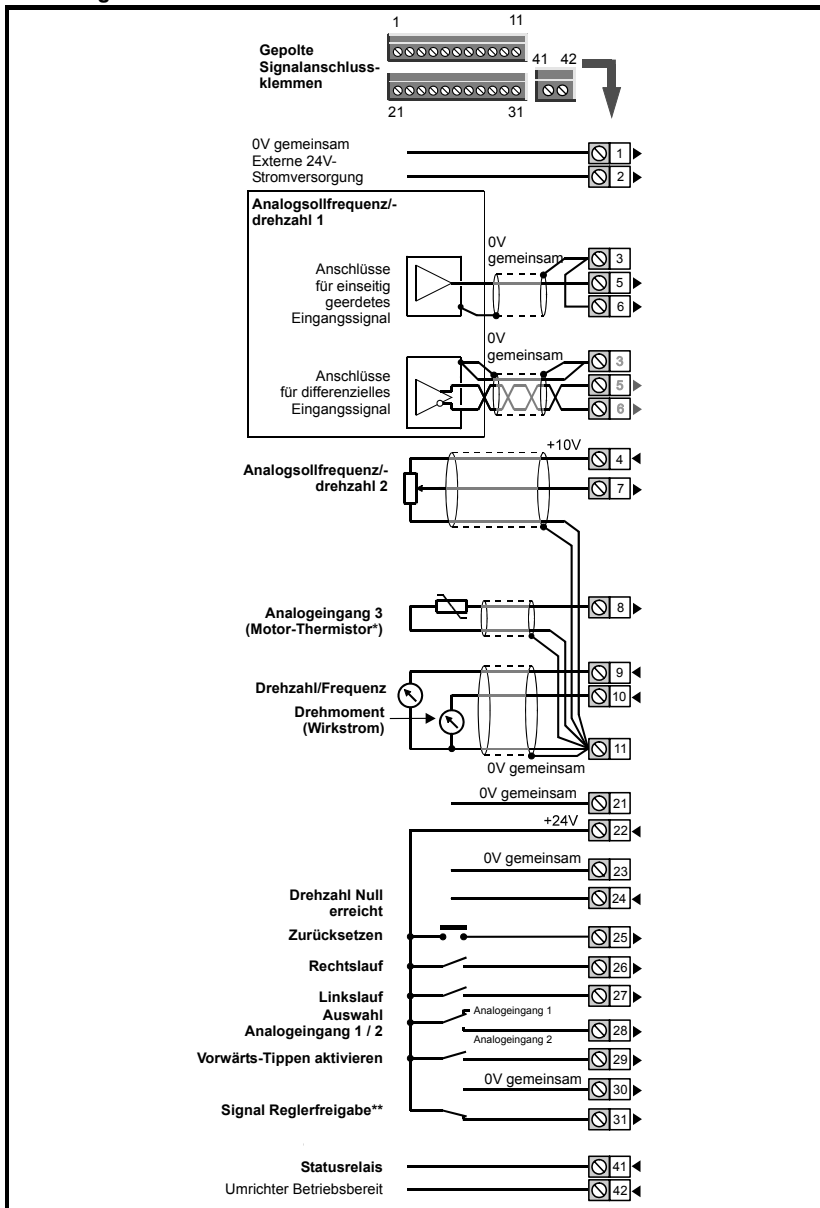 1 11
Gepolte
Signalanschluss-
klemmen
41 42
21 31
0V gemeinsam
Externe 24V-
Stromversorgung
1
2
Analogsollfrequenz/-
drehzahl 1
0V
gemeinsam
Anschlüsse
für einseitig
geerdetes
Eingangssignal
3
5
6
0V
gemeinsam
Anschlüsse
für differenzielles
Eingangssignal
3
5
6
+10V
Analogsollfrequenz/-
drehzahl 2
4
7
Analogeingang 3
(Motor-Thermistor*)
8
Drehzahl/Frequenz
9
Drehmoment
(Wirkstrom)
10
11
0V gemeinsam
0V gemeinsam
21
+24V
22
0V gemeinsam
23
Drehzahl Null
erreicht
24
Zurücksetzen
25
Rechtslauf
26
Linkslauf
27
Auswahl
Analogeingang 1 / 2
Analogeingang 1
28
Analogeingang 2
Vorwärts-Tippen aktivieren
29
0V gemeinsam
30
Signal Reglerfreigabe**
31
Statusrelais
41
Umrichter Betriebsbereit
42